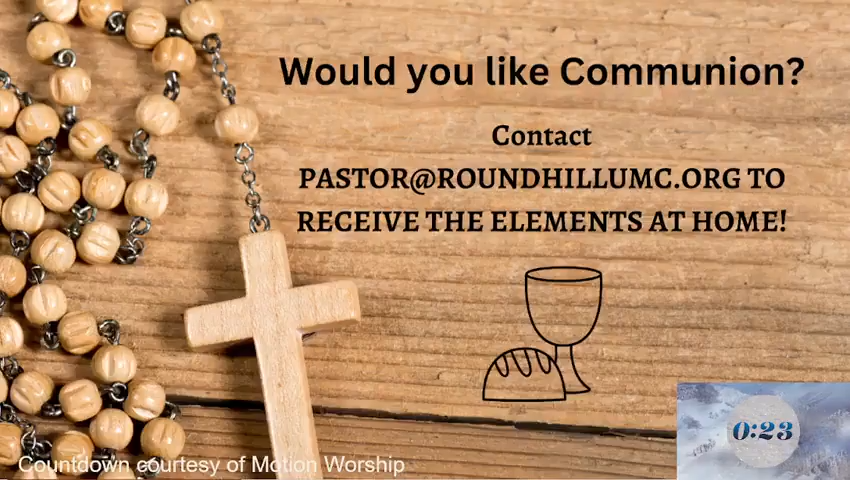 Would you like Communion?
Contact
PASTOR@ROUNDHILLUMC.ORG TO
RECEIVE THE ELEMENTS AT HOME!
0:23
Countdown courtesy of Motion Worship